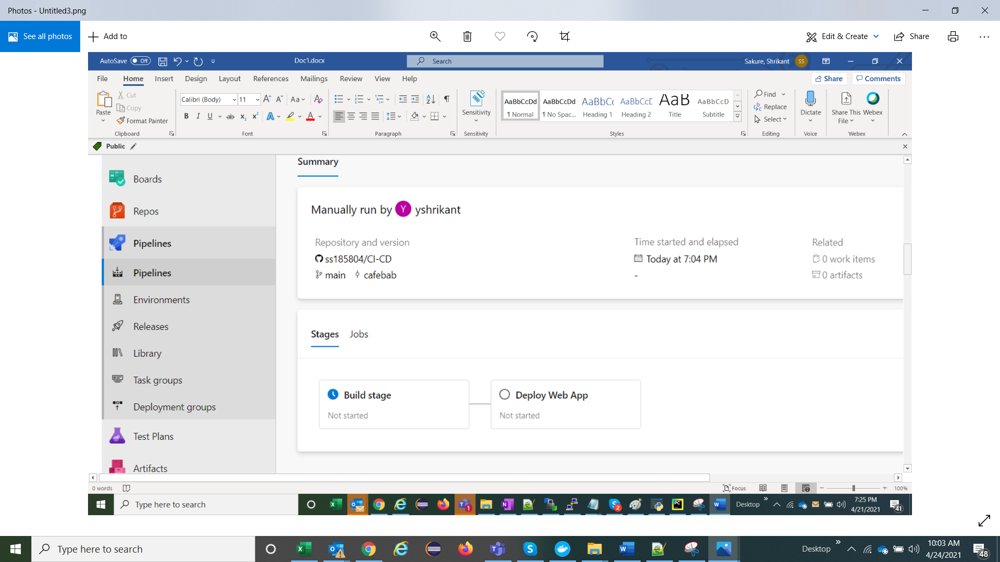 Photos - Untitled3.png
See all photos
Add to
Edit & Create
Share
AutoSave Off
Doc1.docx
Search
Sakure, Shrikant SS
File Home Insert Design Layout References Mailings Review View Help
Share Comments
Paste
Cut
Copy
Format Painter
Clipboard
Calibri (Body) 11
Font
Paragraph
Sensitivity
Sensitivity
AaBbCcDd AaBbCcDd AaBbC AaBbCcD AaB AaBbCcD
¶ Normal ¶ No Spac... Heading 1 Heading 2 Title Subtitle
Styles
Find
Replace
Select
Editing
Dictate
Voice
Share This File
Webex
Webex
Public
Boards
Repos
Pipelines
Pipelines
Environments
Releases
Library
Task groups
Deployment groups
Test Plans
Artifacts
Summary
Manually run by Y yshrikant
Repository and version
ss185804/CI-CD
main cafebab
Time started and elapsed
Today at 7:04 PM
-
Related
0 work items
0 artifacts
Stages Jobs
Build stage
Not started
Deploy Web App
Not started
0 words
Focus
100%
Type here to search
Desktop
7:25 PM
4/21/2021
41
Type here to search
Desktop
10:03 AM
4/24/2021
48